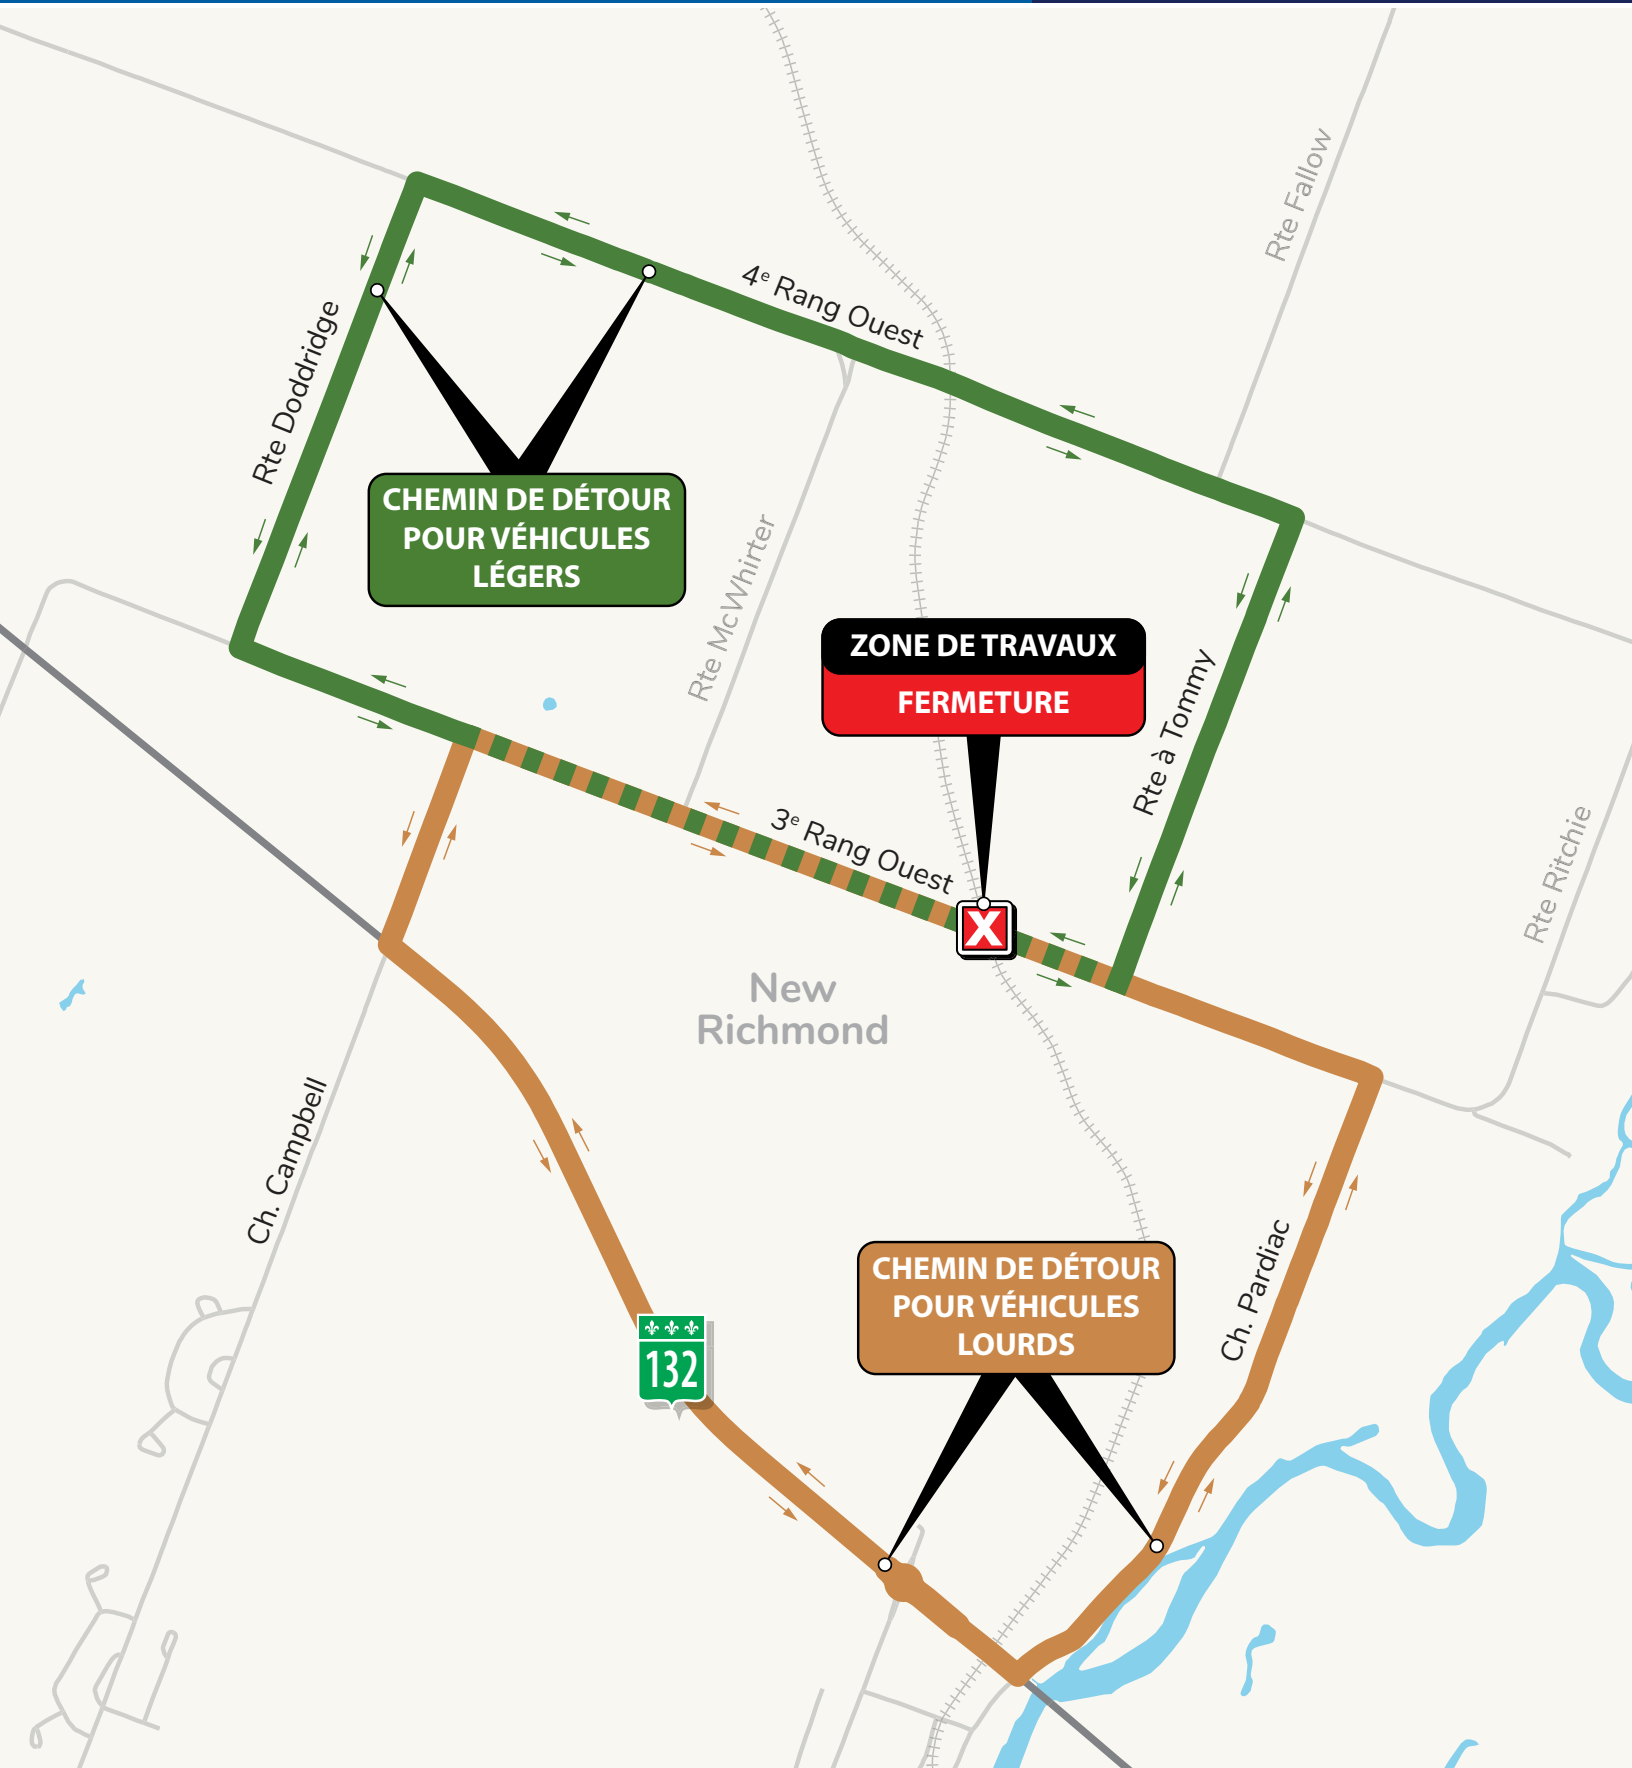 Rte Fallow
4e Rang Ouest
Rte Doddridge
CHEMIN DE DÉTOUR
POUR VÉHICULES
LÉGERS
Rte McWhirter
ZONE DE TRAVAUX
FERMETURE
Rte à Tommy
3e Rang Ouest
Rte Ritchie
X
New
Richmond
Ch. Campbell
Ch. Pardiac
CHEMIN DE DÉTOUR
POUR VÉHICULES
LOURDS
132